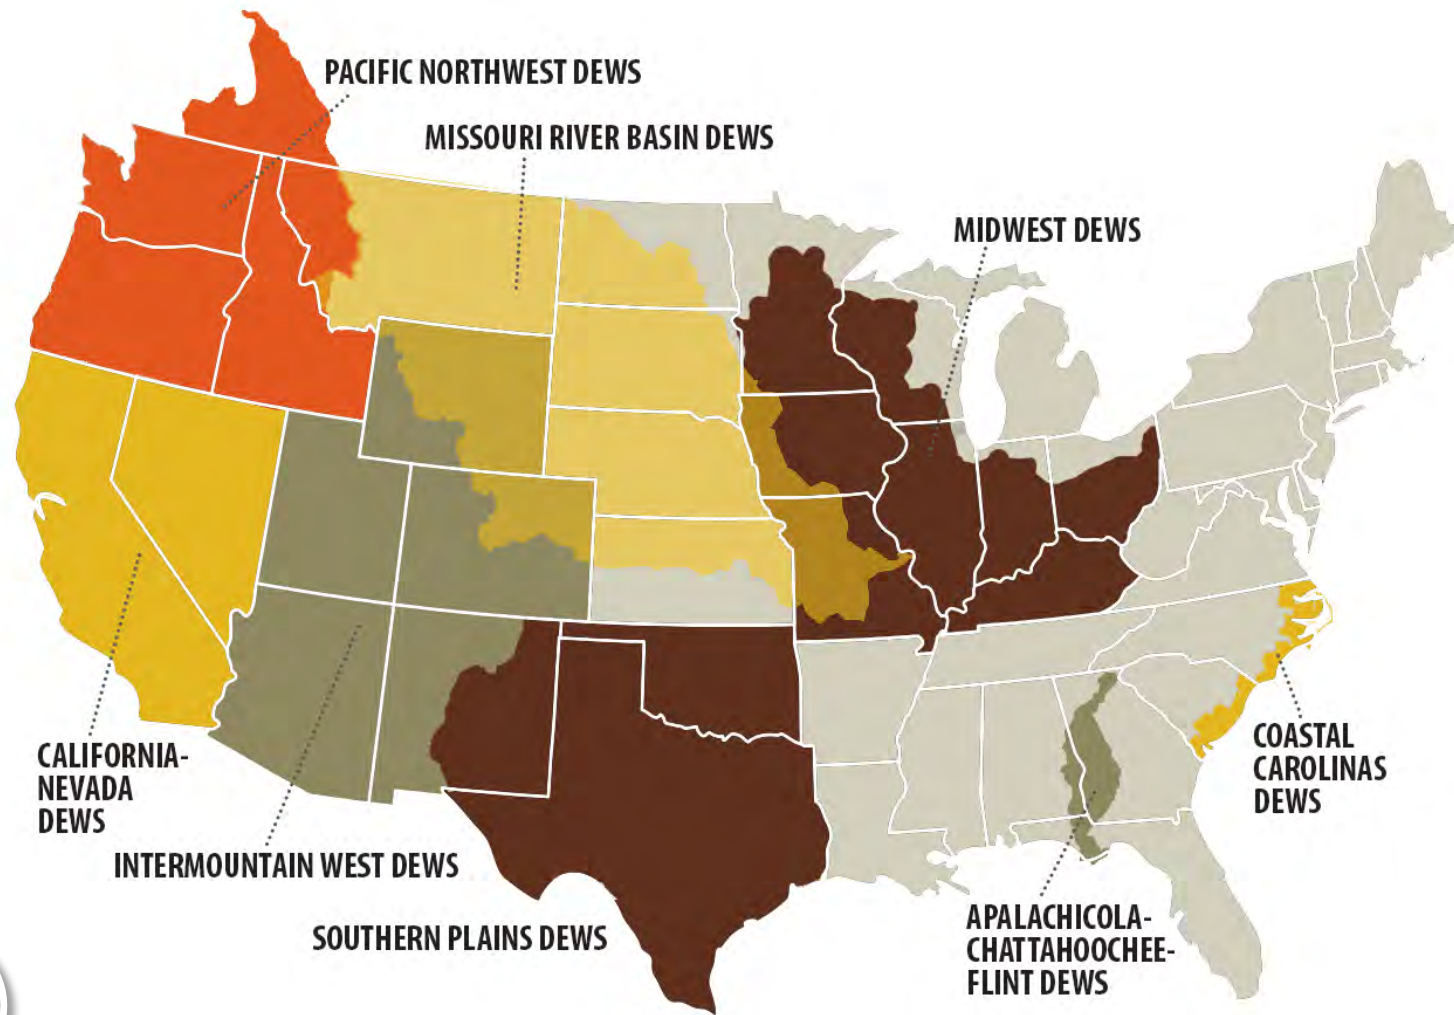 PACIFIC NORTHWEST DEWS
MISSOURI RIVER BASIN DEWS
MIDWEST DEWS
CALIFORNIA-
NEVADA
DEWS
INTERMOUNTAIN WEST DEWS
SOUTHERN PLAINS DEWS
COASTAL
CAROLINAS
DEWS
APALACHICOLA-
CHATTAHOOCHEE-
FLINT DEWS